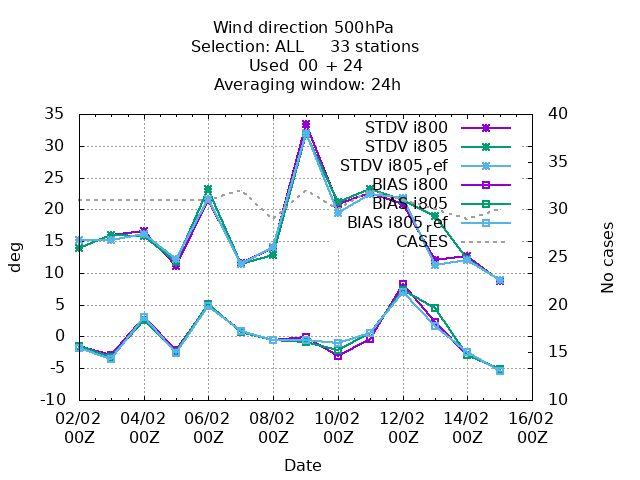 Wind direction 500hPa
Selection: ALL 33 stations
Used 00 + 24
Averaging window: 24h
35
30
25
20
15
10
5
0
-5
-10
deg
40
35
30
25
20
15
10
No cases
STDV i800
STDV i805
STDV i805ref
BIAS i800
BIAS i805
BIAS i805ref
CASES
02/02 04/02 06/02 08/02 10/02 12/02 14/02 16/02
00Z 00Z 00Z 00Z 00Z 00Z 00Z 00Z
Date